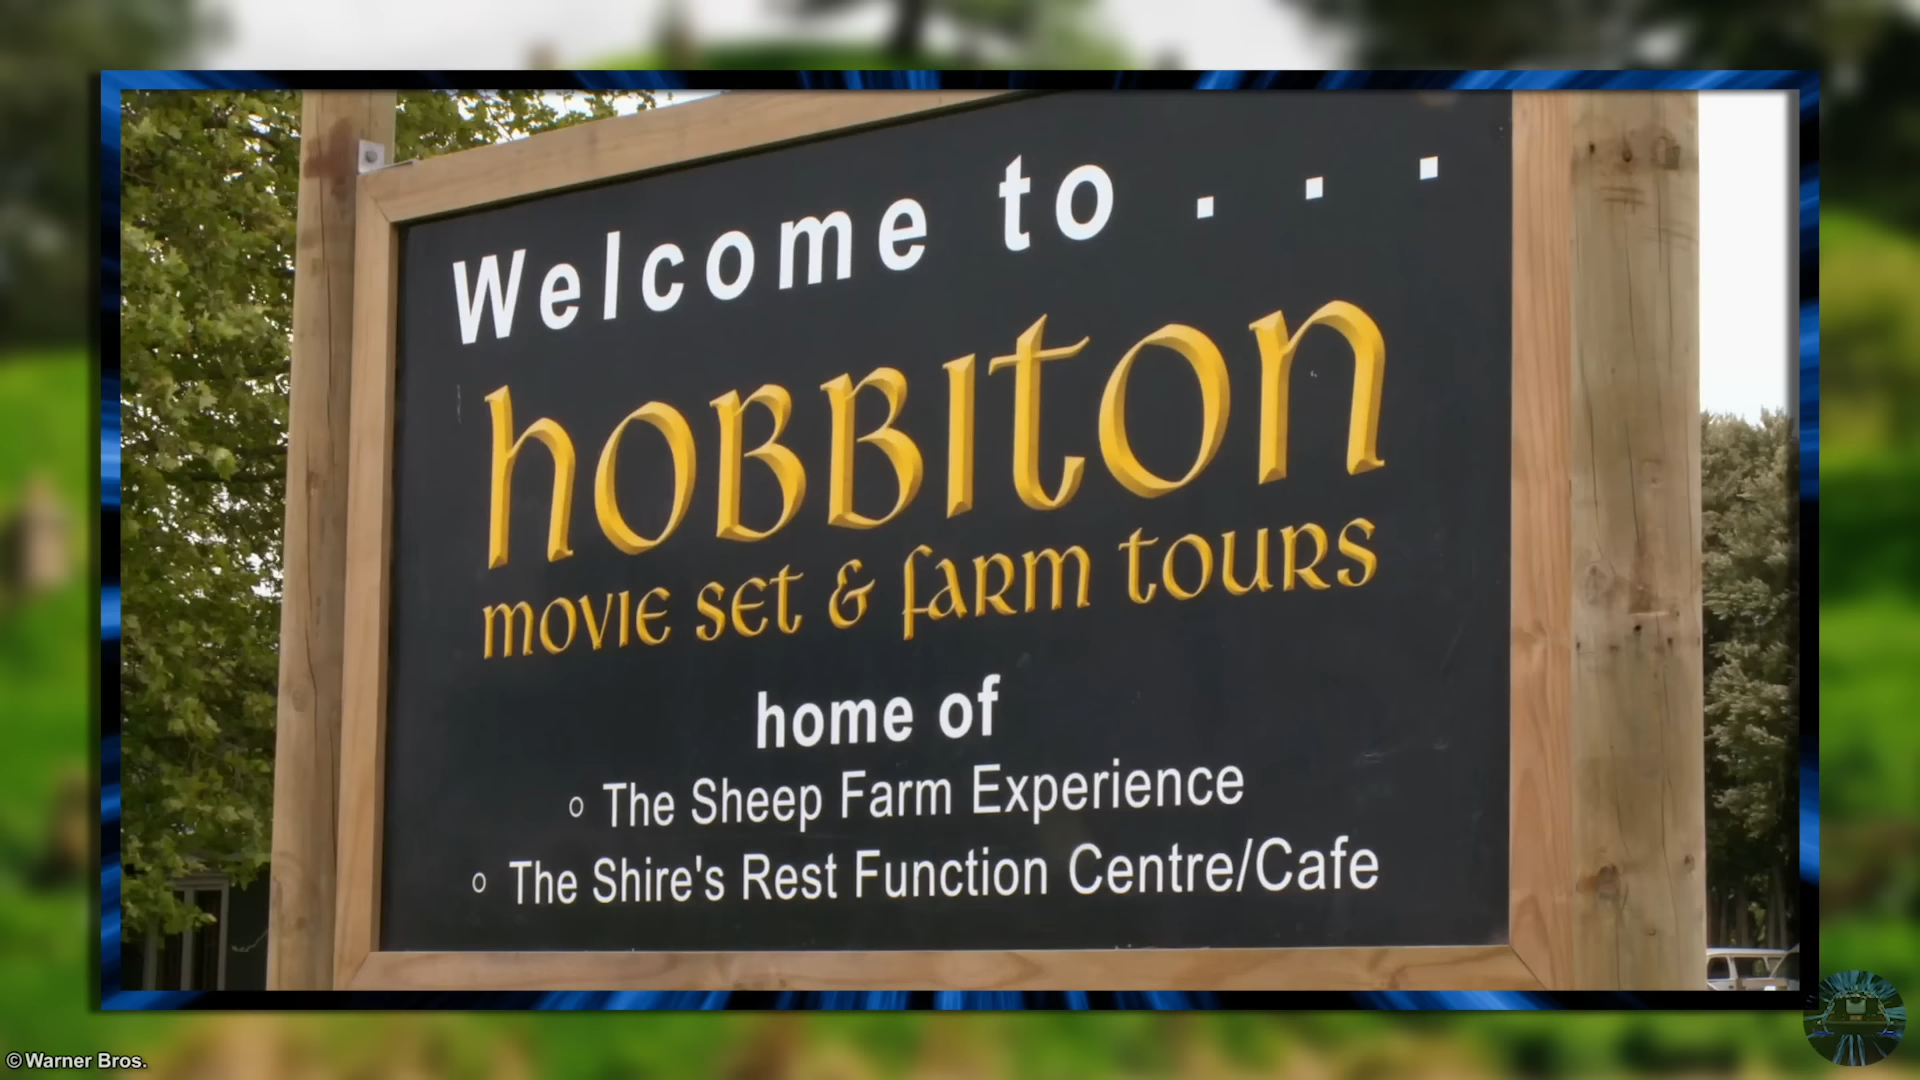 Welcome to . . .
hobbiton
movie set & farm tours
home of
○ The Sheep Farm Experience
○ The Shire's Rest Function Centre/Cafe
©Warner Bros.